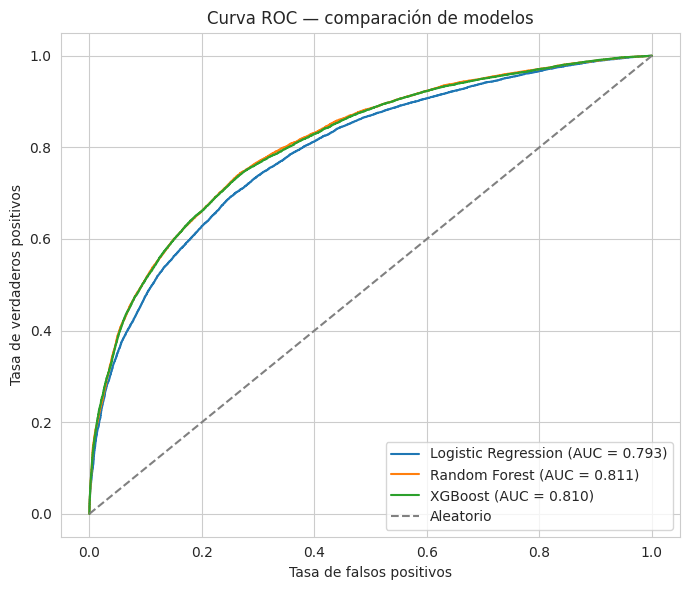 Curva ROC — comparación de modelos
Tasa de verdaderos positivos
1.0
0.8
0.6
0.4
0.2
0.0
Logistic Regression (AUC = 0.793)
Random Forest (AUC = 0.811)
XGBoost (AUC = 0.810)
Aleatorio
0.0 0.2 0.4 0.6 0.8 1.0
Tasa de falsos positivos